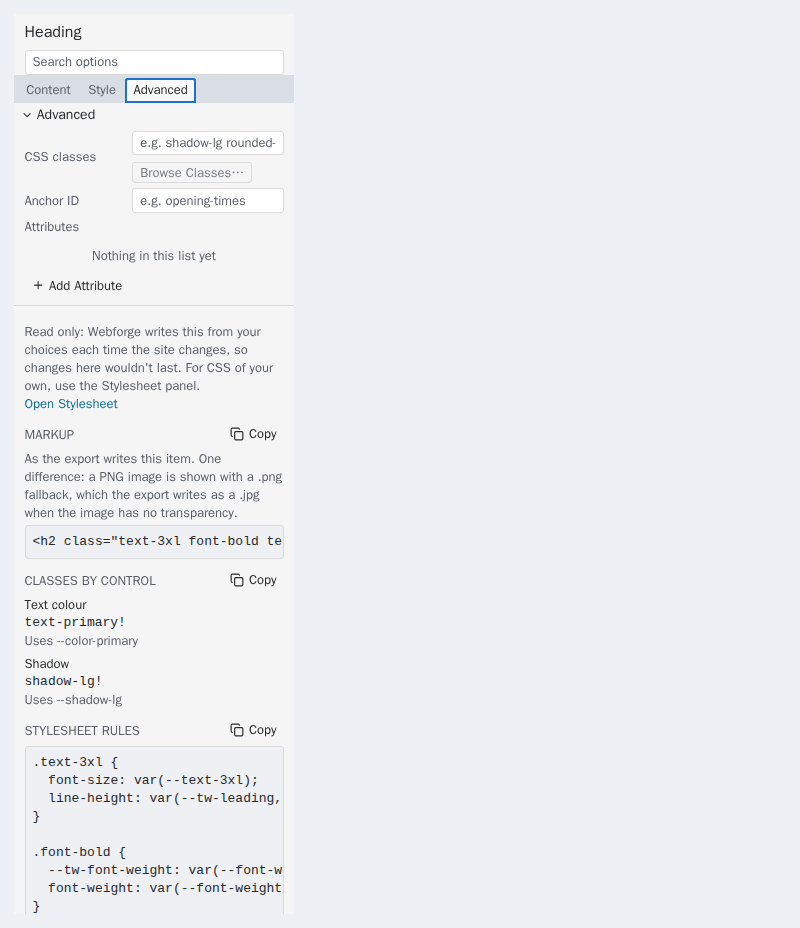 Heading
Search options
Content Style Advanced
Advanced
CSS classes
e.g. shadow-lg rounded-
Browse Classes···
Anchor ID
e.g. opening-times
Attributes
Nothing in this list yet
+ Add Attribute
Read only: Webforge writes this from your
choices each time the site changes, so
changes here wouldn't last. For CSS of your
own, use the Stylesheet panel.
Open Stylesheet
MARKUP
Copy
As the export writes this item. One
difference: a PNG image is shown with a .png
fallback, which the export writes as a .jpg
when the image has no transparency.
<h2 class="text-3xl font-bold te
CLASSES BY CONTROL
Copy
Text colour
text-primary!
Uses --color-primary
Shadow
shadow-lg!
Uses --shadow-lg
STYLESHEET RULES
Copy
.text-3xl {
  font-size: var(--text-3xl);
  line-height: var(--tw-leading,
}

.font-bold {
  --tw-font-weight: var(--font-w
  font-weight: var(--font-weight
}